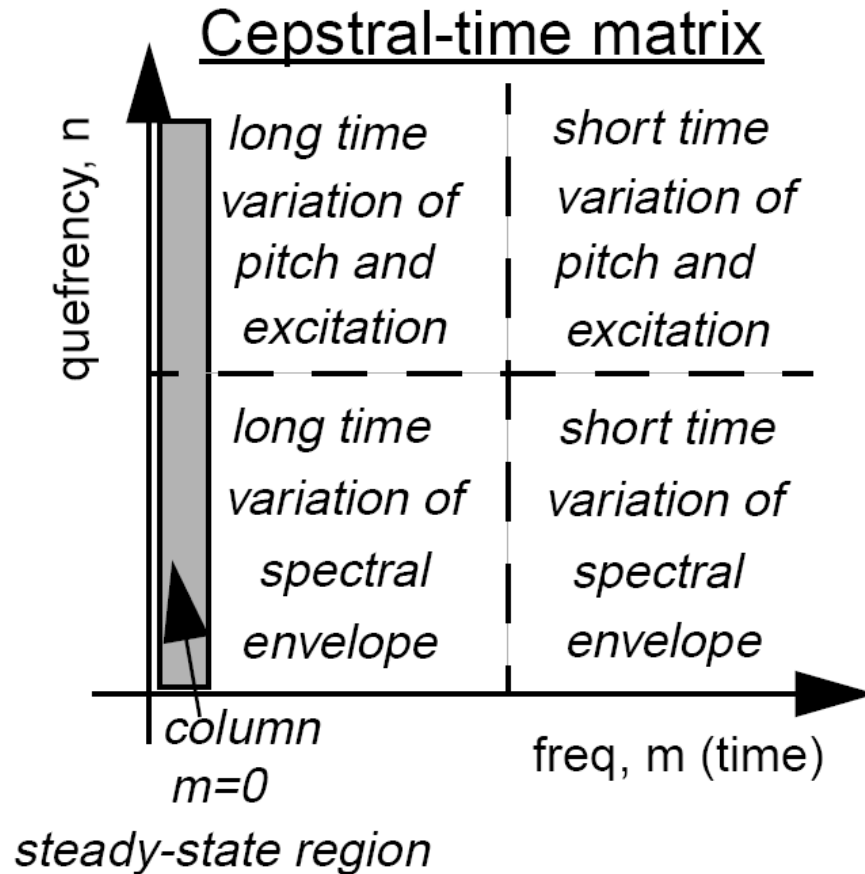 Cepstral-time matrix
quefrency, n
long time
variation of
pitch and
excitation
short time
variation of
pitch and
excitation
long time
variation of
spectral
envelope
short time
variation of
spectral
envelope
column
m=0
steady-state region
freq, m (time)